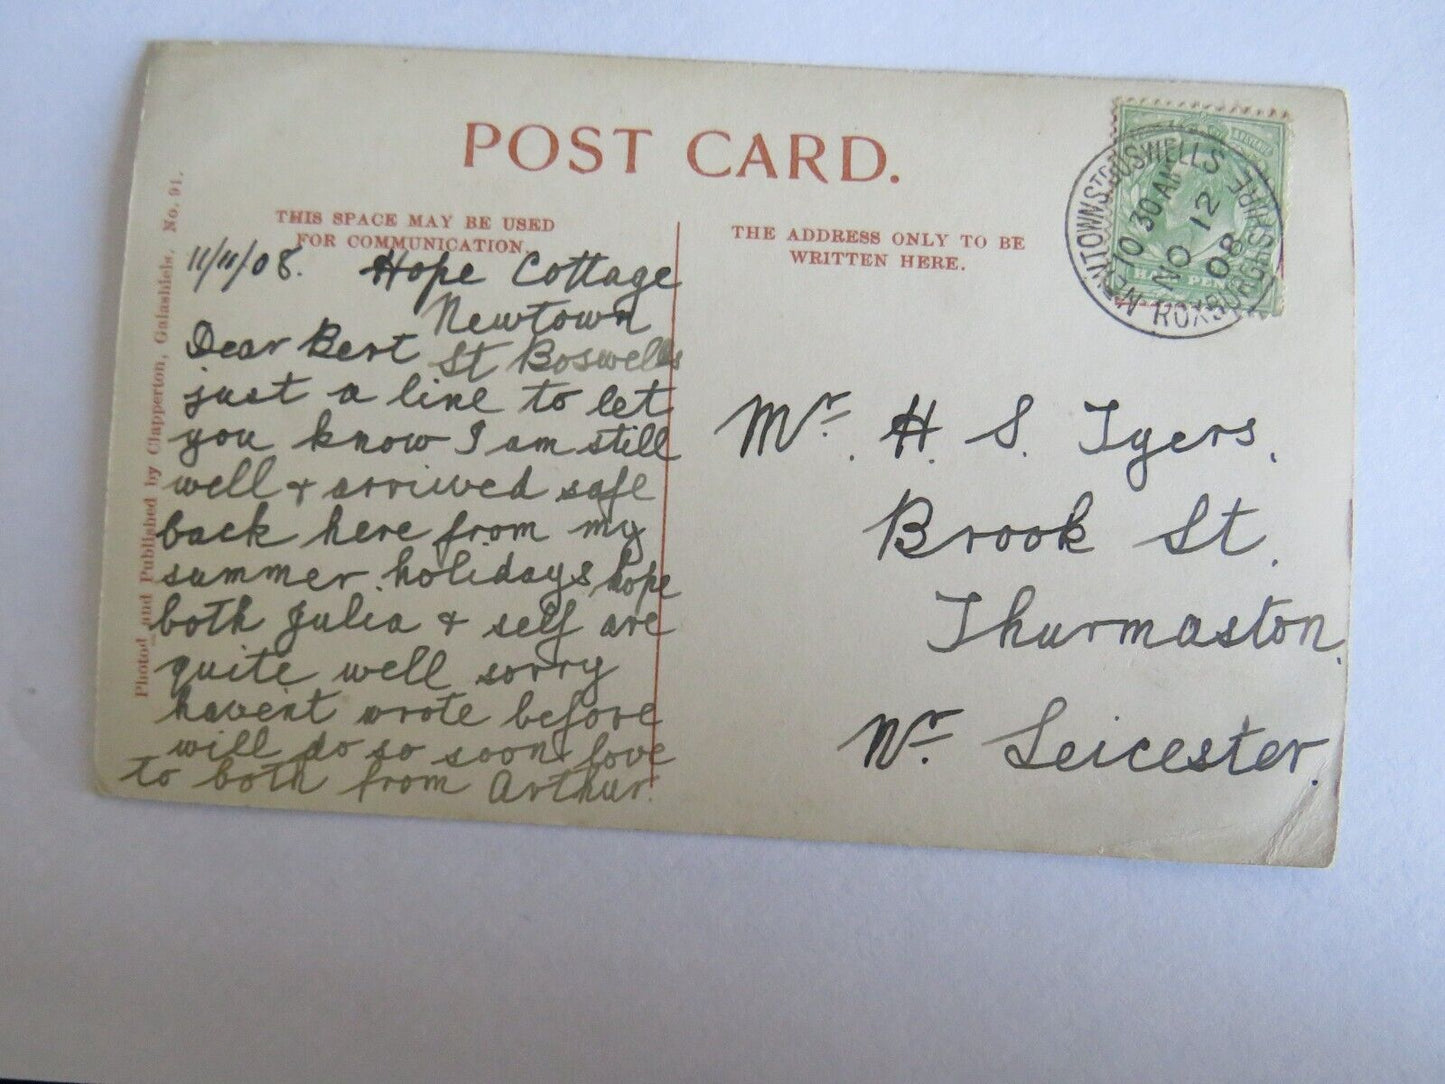 POST CARD.
THIS SPACE MAY BE USED
FOR COMMUNICATION.
THE ADDRESS ONLY TO BE
WRITTEN HERE.
Photod. and Published by Clapperton, Galashiels. No. 91.
11/11/08. Hope Cottage
Newtown
St Boswells
Dear Bert
just a line to let
you know I am still
well & arriwed safe
back here from my
summer holidays hope
both Julia & self are
quite well sorry
havent wrote before
will do so soon love
to both from Arthur.
NEWTOWN ST BOSWELLS
10 30 AM
NO 12
08
ROXBURGHSHIRE
HALF PENNY
Mr. H. S. Tyers.
Brook St.
Thurmaston.
Nr. Leicester.